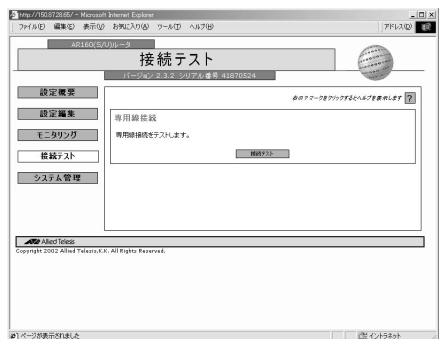 http://150.87.28.65/ - Microsoft Internet Explorer
ファイル(F) 編集(E) 表示(V) お気に入り(A) ツール(T) ヘルプ(H) アドレス(D)
AR160(S/U)ルータ
接続テスト
バージョン 2.3.2 シリアル番号 41870524
設定概要
設定編集
モニタリング
接続テスト
システム管理
右の？マークをクリックするとヘルプを表示します ?
専用線接続
専用線接続をテストします。
接続テスト
Allied Telesis
Copyright 2002 Allied Telesis,K.K. All Rights Reserved.
ページが表示されました イントラネット